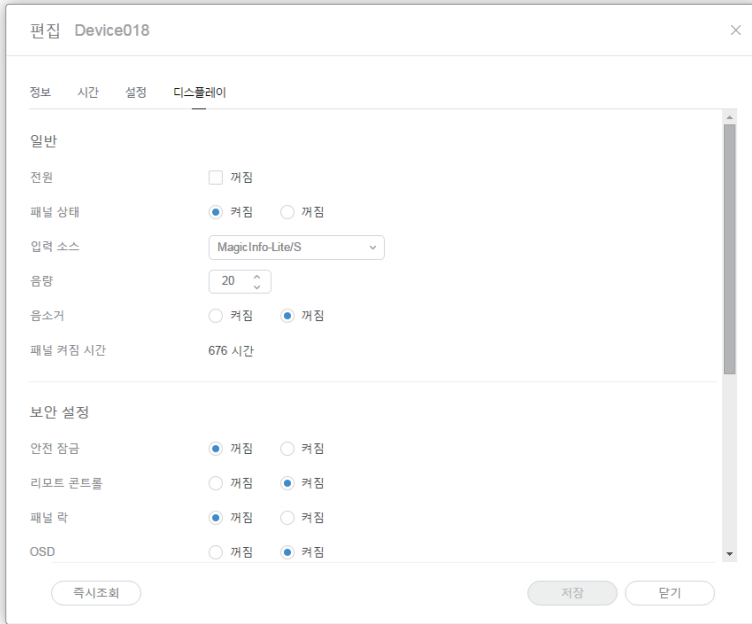 편집 Device018
정보 시간 설정 디스플레이
일반
전원 꺼짐
패널 상태 켜짐 꺼짐
입력 소스 MagicInfo-Lite/S
음량 20
음소거 켜짐 꺼짐
패널 켜짐 시간 676 시간
보안 설정
안전 잠금 꺼짐 켜짐
리모트 콘트롤 꺼짐 켜짐
패널 락 꺼짐 켜짐
OSD 꺼짐 켜짐
즉시조회 저장 닫기